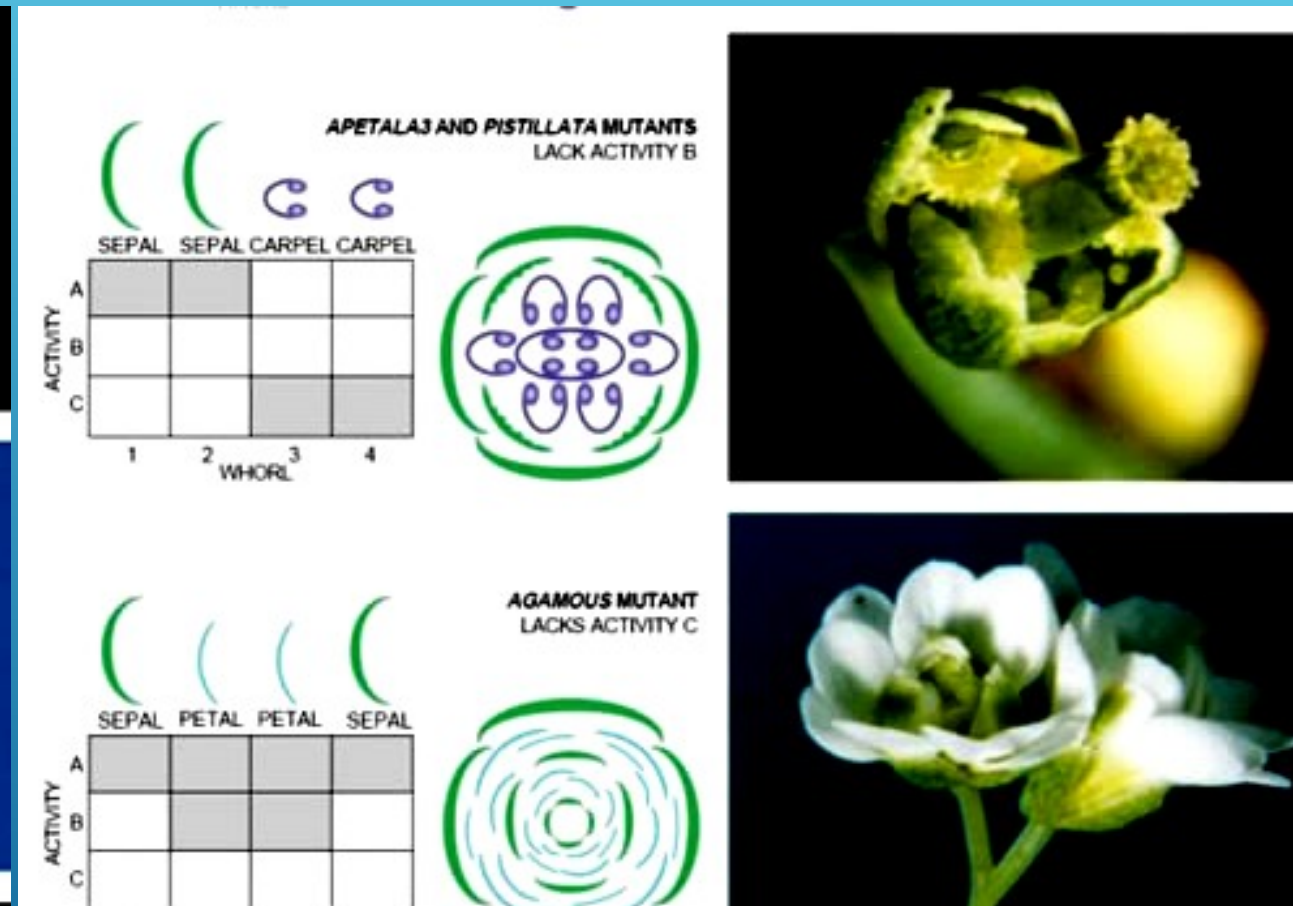 APETALA3 AND PISTILLATA MUTANTS
LACK ACTIVITY B
SEPAL SEPAL CARPEL CARPEL
A
B
C
ACTIVITY
1 2 3 4
WHORL
AGAMOUS MUTANT
LACKS ACTIVITY C
SEPAL PETAL PETAL SEPAL
A
B
C
ACTIVITY